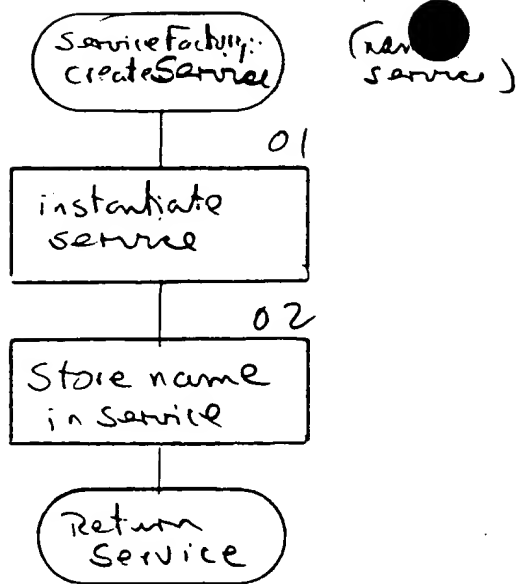 ServiceFactory::
createService
(
service)
01
instantiate
service
02
Store name
in service
Return
Service